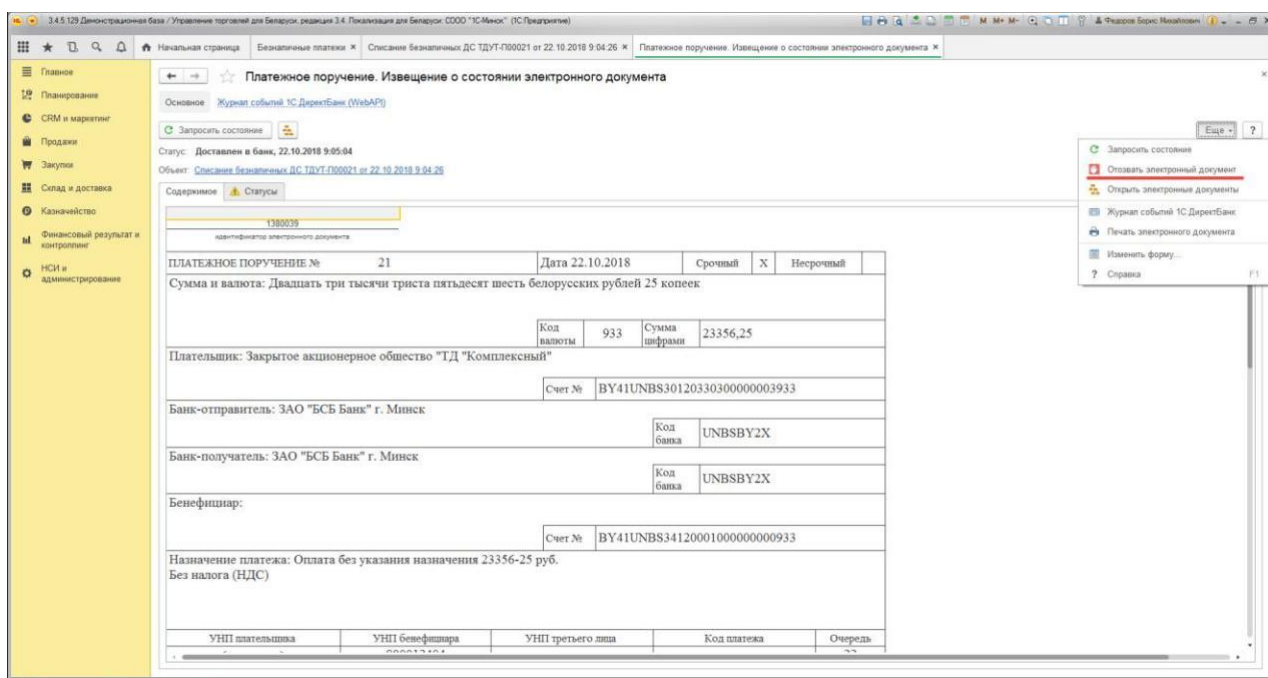 3.4.5.129 Демонстрационная база / Управление торговлей для Беларуси, редакция 3.4. Локализация для Беларуси: СООО "1С-Минск" (1С:Предприятие)
M M+ M- Федоров Борис Михайлович
Начальная страница Безналичные платежи × Списание безналичных ДС ТДУТ-П00021 от 22.10.2018 9:04:26 × Платежное поручение. Извещение о состоянии электронного документа ×
Главное
Планирование
CRM и маркетинг
Продажи
Закупки
Склад и доставка
Казначейство
Финансовый результат и
контроллинг
НСИ и
администрирование
Платежное поручение. Извещение о состоянии электронного документа
Основное Журнал событий 1С:ДиректБанк (WebAPI)
Запросить состояние
Еще ?
Статус: Доставлен в банк, 22.10.2018 9:05:04
Объект: Списание безналичных ДС ТДУТ-П00021 от 22.10.2018 9:04:26
Содержимое Статусы
Запросить состояние
Отозвать электронный документ
Открыть электронные документы
Журнал событий 1С:ДиректБанк
Печать электронного документа
Изменить форму...
Справка F1
1380039
идентификатор электронного документа
ПЛАТЕЖНОЕ ПОРУЧЕНИЕ № 21 Дата 22.10.2018 Срочный X Несрочный
Сумма и валюта: Двадцать три тысячи триста пятьдесят шесть белорусских рублей 25 копеек
Код валюты 933 Сумма цифрами 23356,25
Плательщик: Закрытое акционерное общество "ТД "Комплексный"
Счет № BY41UNBS30120330300000003933
Банк-отправитель: ЗАО "БСБ Банк" г. Минск
Код банка UNBSBY2X
Банк-получатель: ЗАО "БСБ Банк" г. Минск
Код банка UNBSBY2X
Бенефициар:
Счет № BY41UNBS34120001000000000933
Назначение платежа: Оплата без указания назначения 23356-25 руб.
Без налога (НДС)
УНП плательщика УНП бенефициара УНП третьего лица Код платежа Очередь